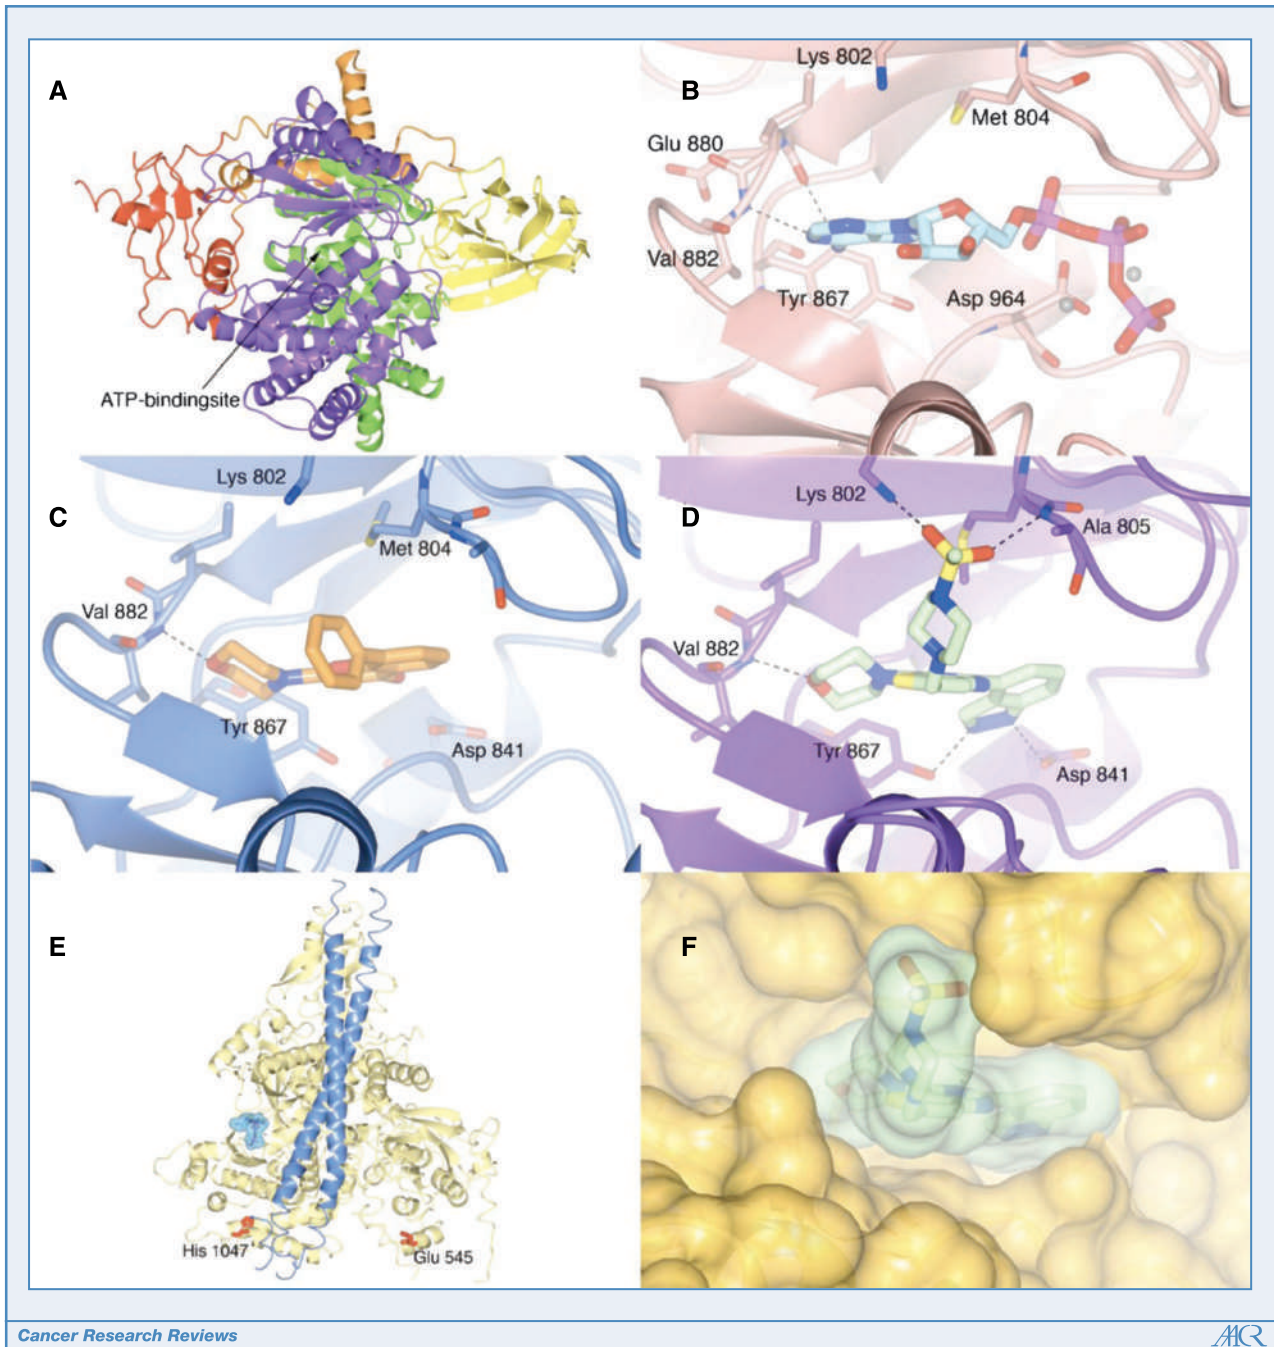 A
ATP-bindingsite
B
Lys 802
Met 804
Glu 880
Val 882
Tyr 867
Asp 964
C
Lys 802
Met 804
Val 882
Tyr 867
Asp 841
D
Lys 802
Ala 805
Val 882
Tyr 867
Asp 841
E
His 1047
Glu 545
F
Cancer Research Reviews
AACR